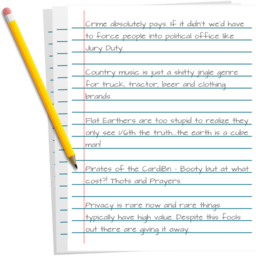 Crime absolutely pays. If it didn't we'd have
to force people into political office like
Jury Duty.
Country music is just a shitty jingle genre
for truck, tractor, beer and clothing
brands.
Flat Earthers are too stupid to realize they
only see 1/6th the truth...the earth is a cube,
man!
Pirates of the CardiBn - Booty but at what
cost?! Thots and Prayers.
Privacy is rare now and rare things
typically have high value. Despite this fools
out there are giving it away.